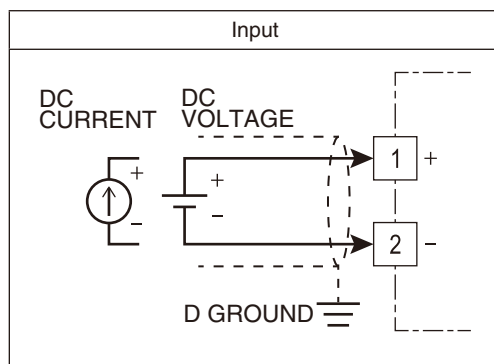 Input
DC
CURRENT
DC
VOLTAGE
+
−
+
−
1 +
2 −
D GROUND